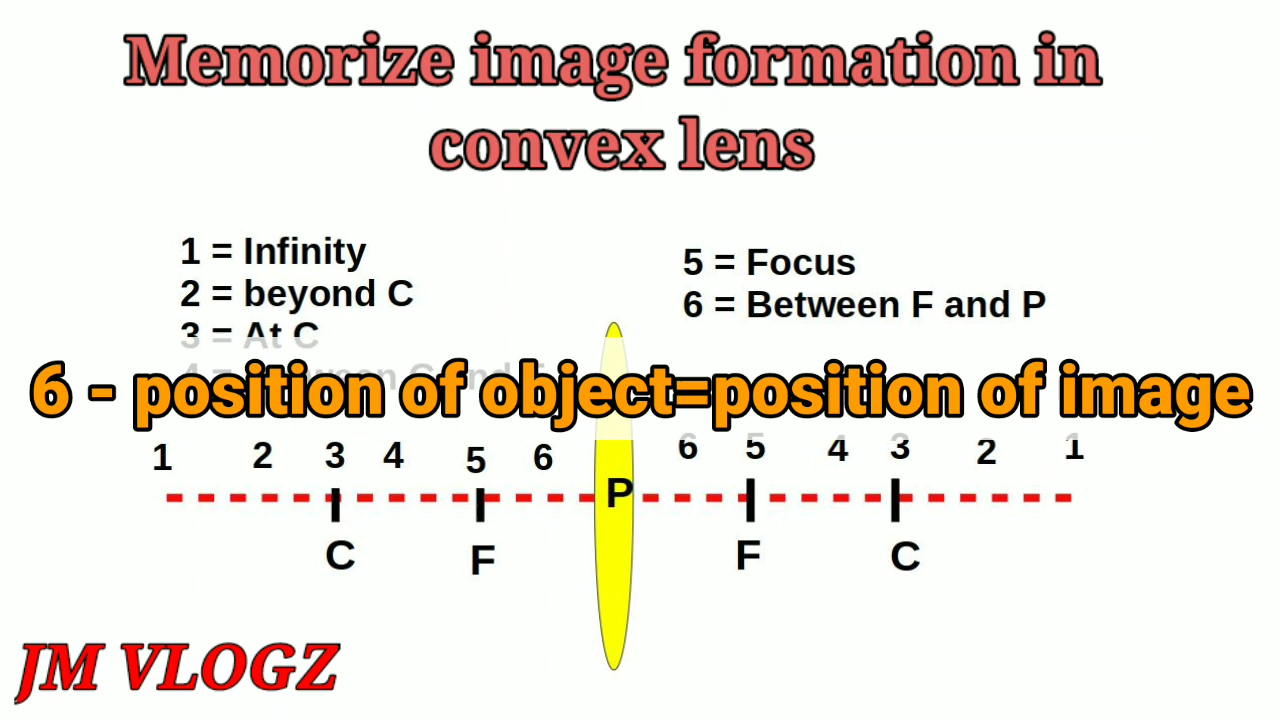 Memorize image formation in
convex lens
1 = Infinity
2 = beyond C
3 = At C
5 = Focus
6 = Between F and P
6 - position of object=position of image
1 2 3 4 5 6 6 5 4 3 2 1
P
C F F C
JM VLOGZ